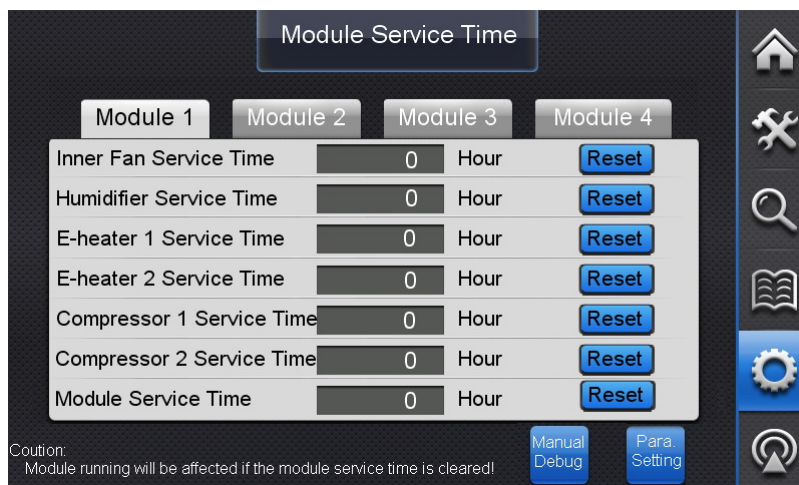 Module Service Time
Module 1 Module 2 Module 3 Module 4
Inner Fan Service Time 0 Hour Reset
Humidifier Service Time 0 Hour Reset
E-heater 1 Service Time 0 Hour Reset
E-heater 2 Service Time 0 Hour Reset
Compressor 1 Service Time 0 Hour Reset
Compressor 2 Service Time 0 Hour Reset
Module Service Time 0 Hour Reset
Coution:
Module running will be affected if the module service time is cleared!
Manual Debug
Para. Setting